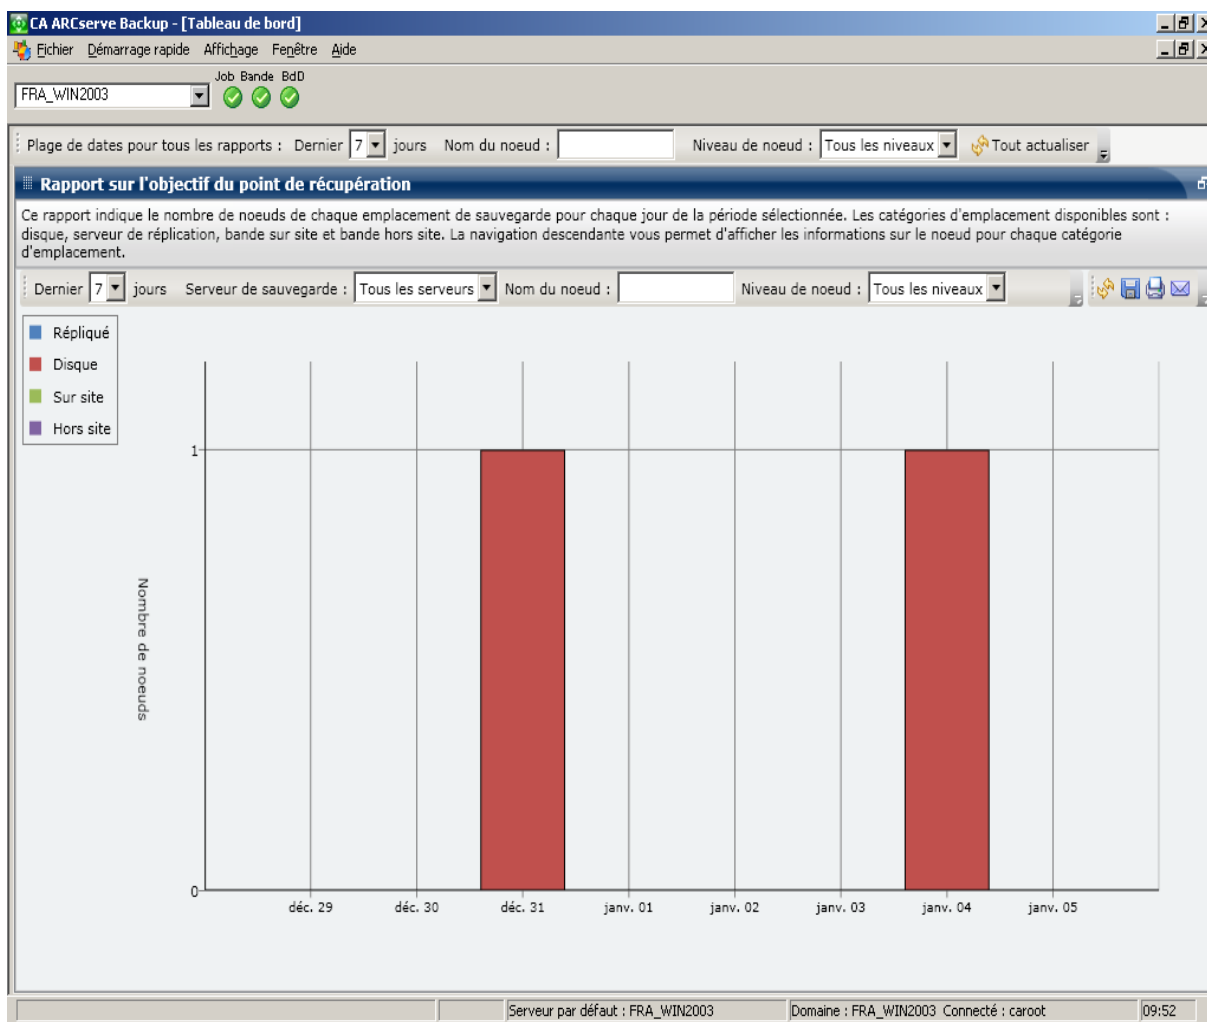 CA ARCserve Backup - [Tableau de bord]
Fichier Démarrage rapide Affichage Fenêtre Aide
Job Bande BdD
FRA_WIN2003
Plage de dates pour tous les rapports : Dernier 7 jours Nom du noeud : Niveau de noeud : Tous les niveaux Tout actualiser
Rapport sur l'objectif du point de récupération
Ce rapport indique le nombre de noeuds de chaque emplacement de sauvegarde pour chaque jour de la période sélectionnée. Les catégories d'emplacement disponibles sont :
disque, serveur de réplication, bande sur site et bande hors site. La navigation descendante vous permet d'afficher les informations sur le noeud pour chaque catégorie
d'emplacement.
Dernier 7 jours Serveur de sauvegarde : Tous les serveurs Nom du noeud : Niveau de noeud : Tous les niveaux
Répliqué
Disque
Sur site
Hors site
1
Nombre de noeuds
0
déc. 29 déc. 30 déc. 31 janv. 01 janv. 02 janv. 03 janv. 04 janv. 05
Serveur par défaut : FRA_WIN2003 Domaine : FRA_WIN2003 Connecté : caroot 09:52